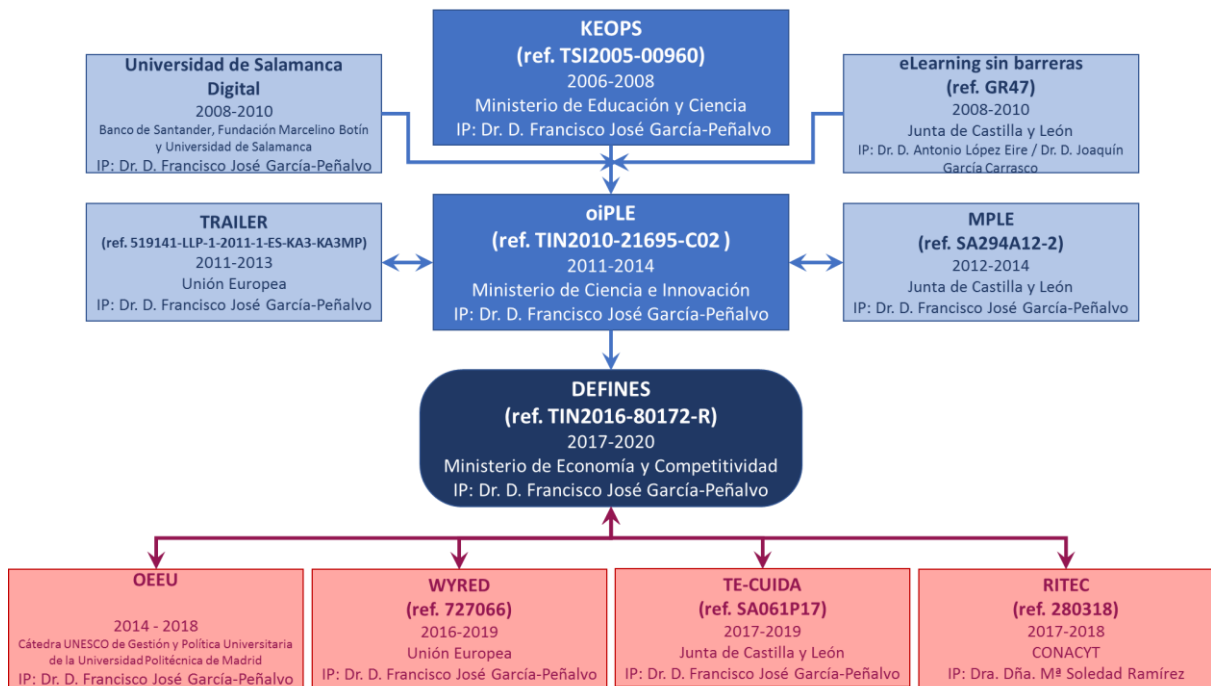 KEOPS
(ref. TSI2005-00960)
2006-2008
Ministerio de Educación y Ciencia
IP: Dr. D. Francisco José García-Peñalvo
Universidad de Salamanca
Digital
2008-2010
Banco de Santander, Fundación Marcelino Botín
y Universidad de Salamanca
IP: Dr. D. Francisco José García-Peñalvo
eLearning sin barreras
(ref. GR47)
2008-2010
Junta de Castilla y León
IP: Dr. D. Antonio López Eire / Dr. D. Joaquín
García Carrasco
TRAILER
(ref. 519141-LLP-1-2011-1-ES-KA3-KA3MP)
2011-2013
Unión Europea
IP: Dr. D. Francisco José García-Peñalvo
oiPLE
(ref. TIN2010-21695-C02 )
2011-2014
Ministerio de Ciencia e Innovación
IP: Dr. D. Francisco José García-Peñalvo
MPLE
(ref. SA294A12-2)
2012-2014
Junta de Castilla y León
IP: Dr. D. Francisco José García-Peñalvo
DEFINES
(ref. TIN2016-80172-R)
2017-2020
Ministerio de Economía y Competitividad
IP: Dr. D. Francisco José García-Peñalvo
OEEU
2014 - 2018
Cátedra UNESCO de Gestión y Política Universitaria
de la Universidad Politécnica de Madrid
IP: Dr. D. Francisco José García-Peñalvo
WYRED
(ref. 727066)
2016-2019
Unión Europea
IP: Dr. D. Francisco José García-Peñalvo
TE-CUIDA
(ref. SA061P17)
2017-2019
Junta de Castilla y León
IP: Dr. D. Francisco José García-Peñalvo
RITEC
(ref. 280318)
2017-2018
CONACYT
IP: Dra. Dña. Mª Soledad Ramírez